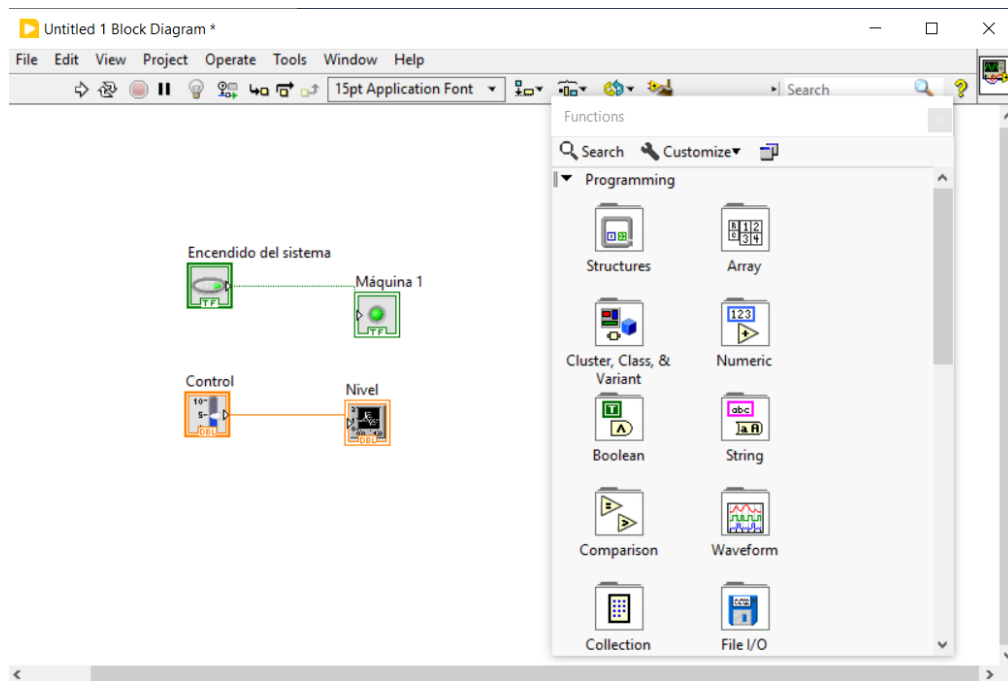 Untitled 1 Block Diagram *
File Edit View Project Operate Tools Window Help
15pt Application Font
Search
Functions
Search Customize
Programming
Structures
Array
Cluster, Class, &
Variant
123
Numeric
abc
Boolean
String
Comparison
Waveform
Collection
File I/O
Encendido del sistema
TF
Máquina 1
TF
Control
10
5
DBL
Nivel
DBL